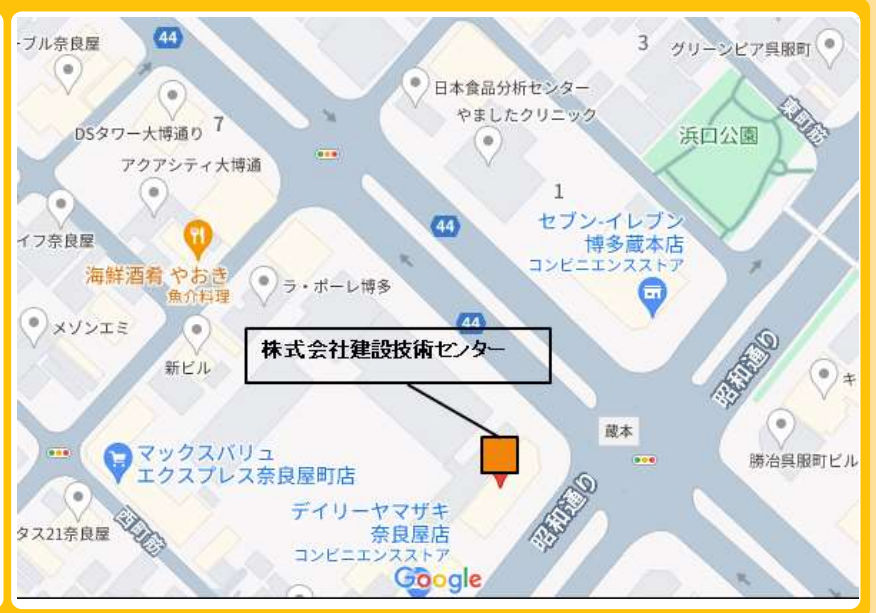 ーブル奈良屋
44
3
グリーンピア呉服町
日本食品分析センター
やましたクリニック
DSタワー大博通り
7
アクアシティ大博通
浜口公園
東町筋
1
44
セブン-イレブン
博多蔵本店
コンビニエンスストア
イフ奈良屋
海鮮酒肴 やおき
魚介料理
ラ・ポーレ博多
メゾンエミ
新ビル
44
株式会社建設技術センター
昭和通り
キ
蔵本
勝冶呉服町ビル
マックスバリュ
エクスプレス奈良屋町店
デイリーヤマザキ
奈良屋店
コンビニエンスストア
昭和通り
タス21奈良屋
西町筋
Google